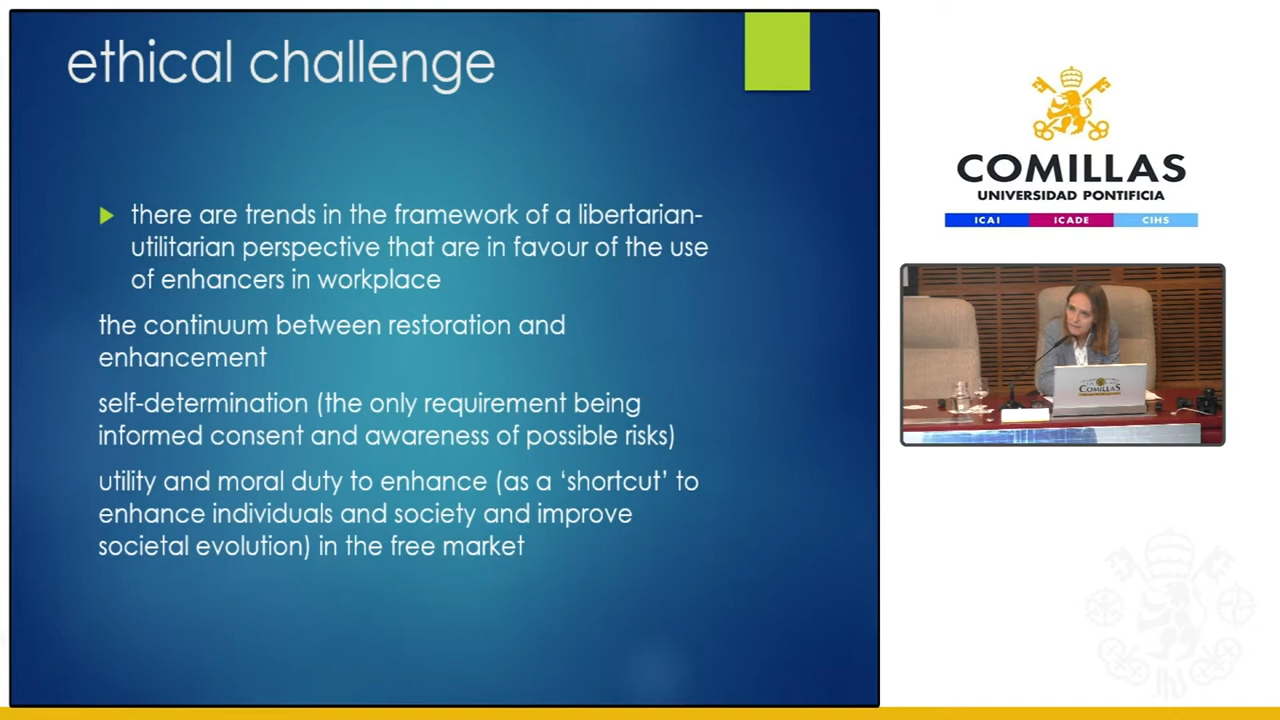 ethical challenge
there are trends in the framework of a libertarian-
utilitarian perspective that are in favour of the use
of enhancers in workplace
the continuum between restoration and
enhancement
self-determination (the only requirement being
informed consent and awareness of possible risks)
utility and moral duty to enhance (as a ‘shortcut’ to
enhance individuals and society and improve
societal evolution) in the free market
COMILLAS
UNIVERSIDAD PONTIFICIA
ICAI ICADE CIHS
COMILLAS